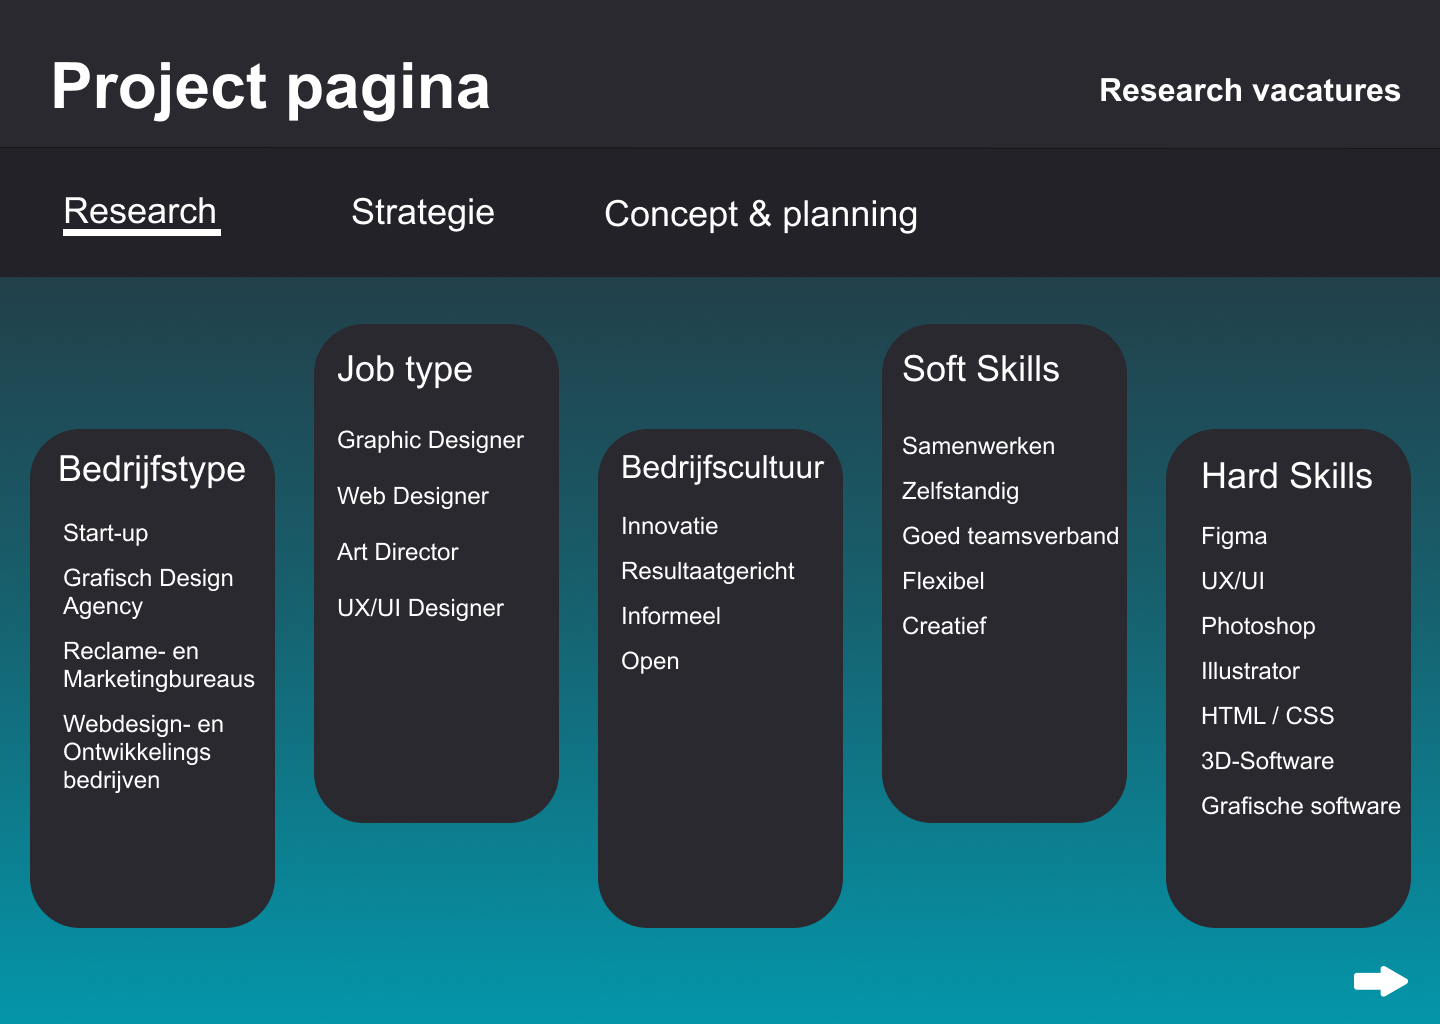 Project pagina
Research vacatures
Research
Strategie
Concept & planning
Bedrijfstype
Start-up
Grafisch Design
Agency
Reclame- en
Marketingbureaus
Webdesign- en
Ontwikkelings
bedrijven
Job type
Graphic Designer
Web Designer
Art Director
UX/UI Designer
Bedrijfscultuur
Innovatie
Resultaatgericht
Informeel
Open
Soft Skills
Samenwerken
Zelfstandig
Goed teamsverband
Flexibel
Creatief
Hard Skills
Figma
UX/UI
Photoshop
Illustrator
HTML / CSS
3D-Software
Grafische software